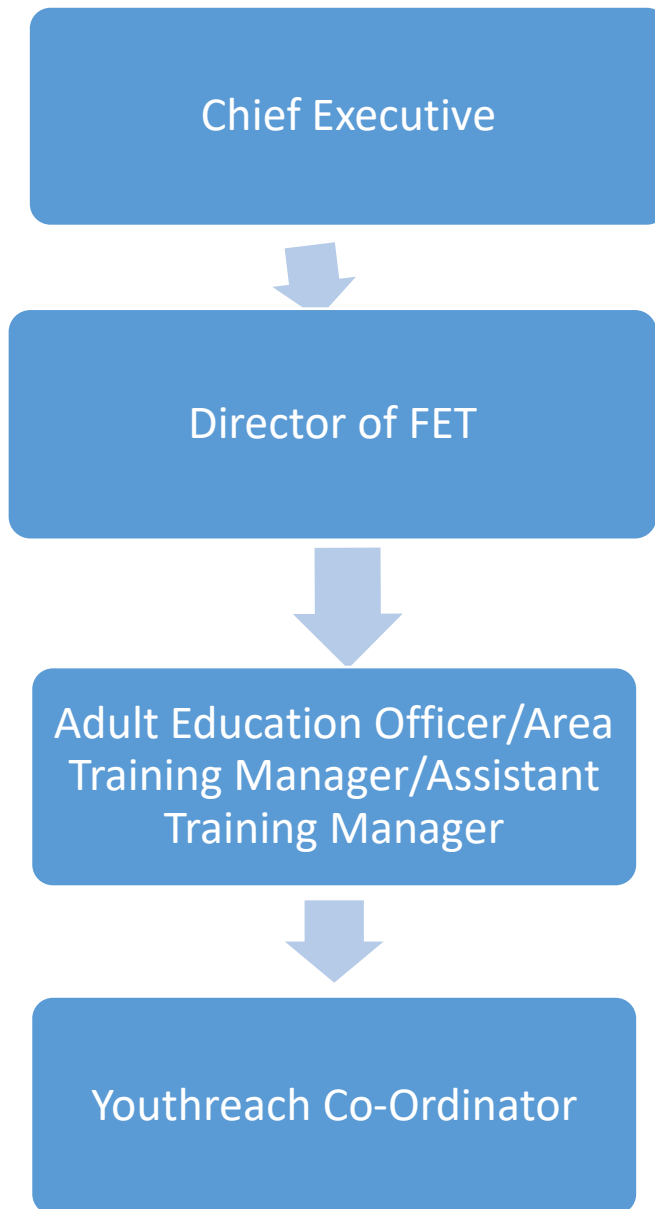 Chief Executive
Director of FET
Adult Education Officer/Area
Training Manager/Assistant
Training Manager
Youthreach Co-Ordinator